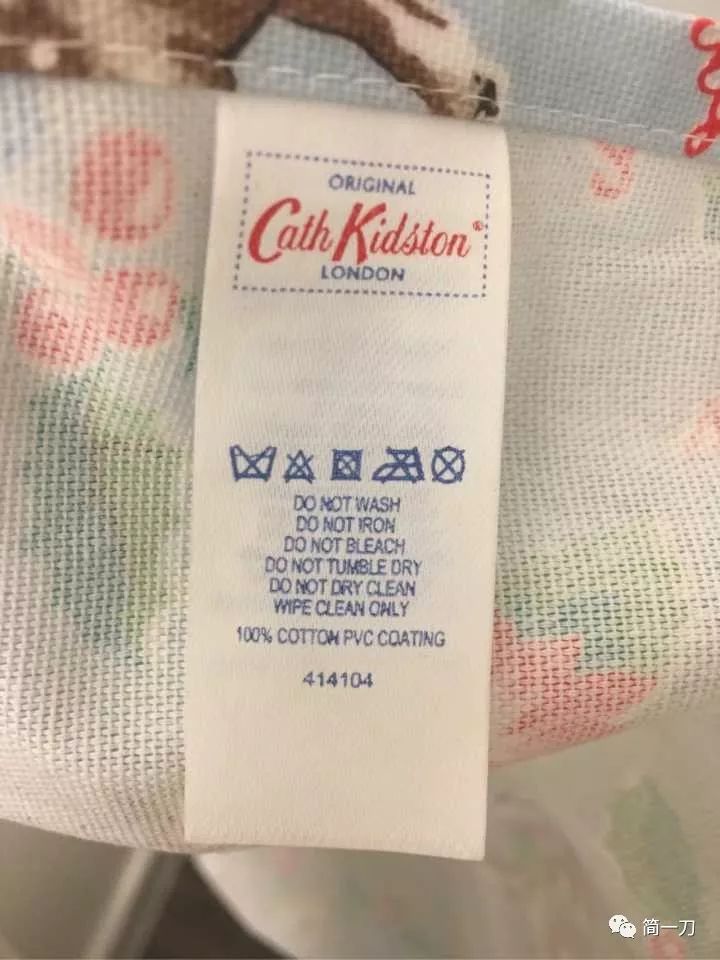 ORIGINAL
Cath Kidston®
LONDON
DO NOT WASH
DO NOT IRON
DO NOT BLEACH
DO NOT TUMBLE DRY
DO NOT DRY CLEAN
WIPE CLEAN ONLY
100% COTTON PVC COATING
414104
简一刀